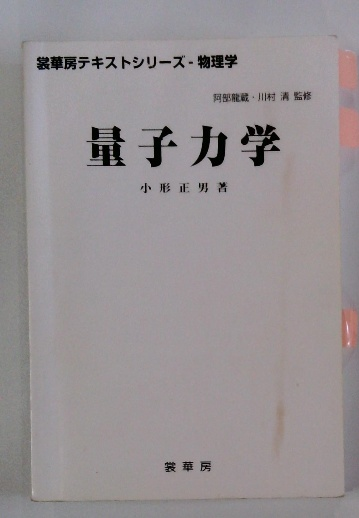 裳華房テキストシリーズ - 物理学
阿部龍蔵・川村 清 監修
量子力学
小形正男著
裳華房